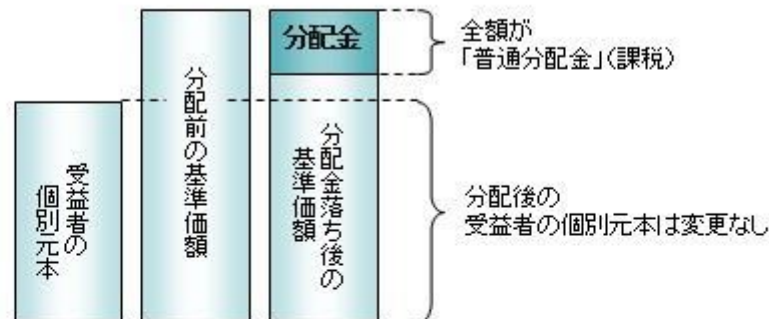 受益者の
個別元本
分配前の基準価額
分配金
分配金落ち後の
基準価額
全額が
「普通分配金」(課税)
分配後の
受益者の個別元本は変更なし